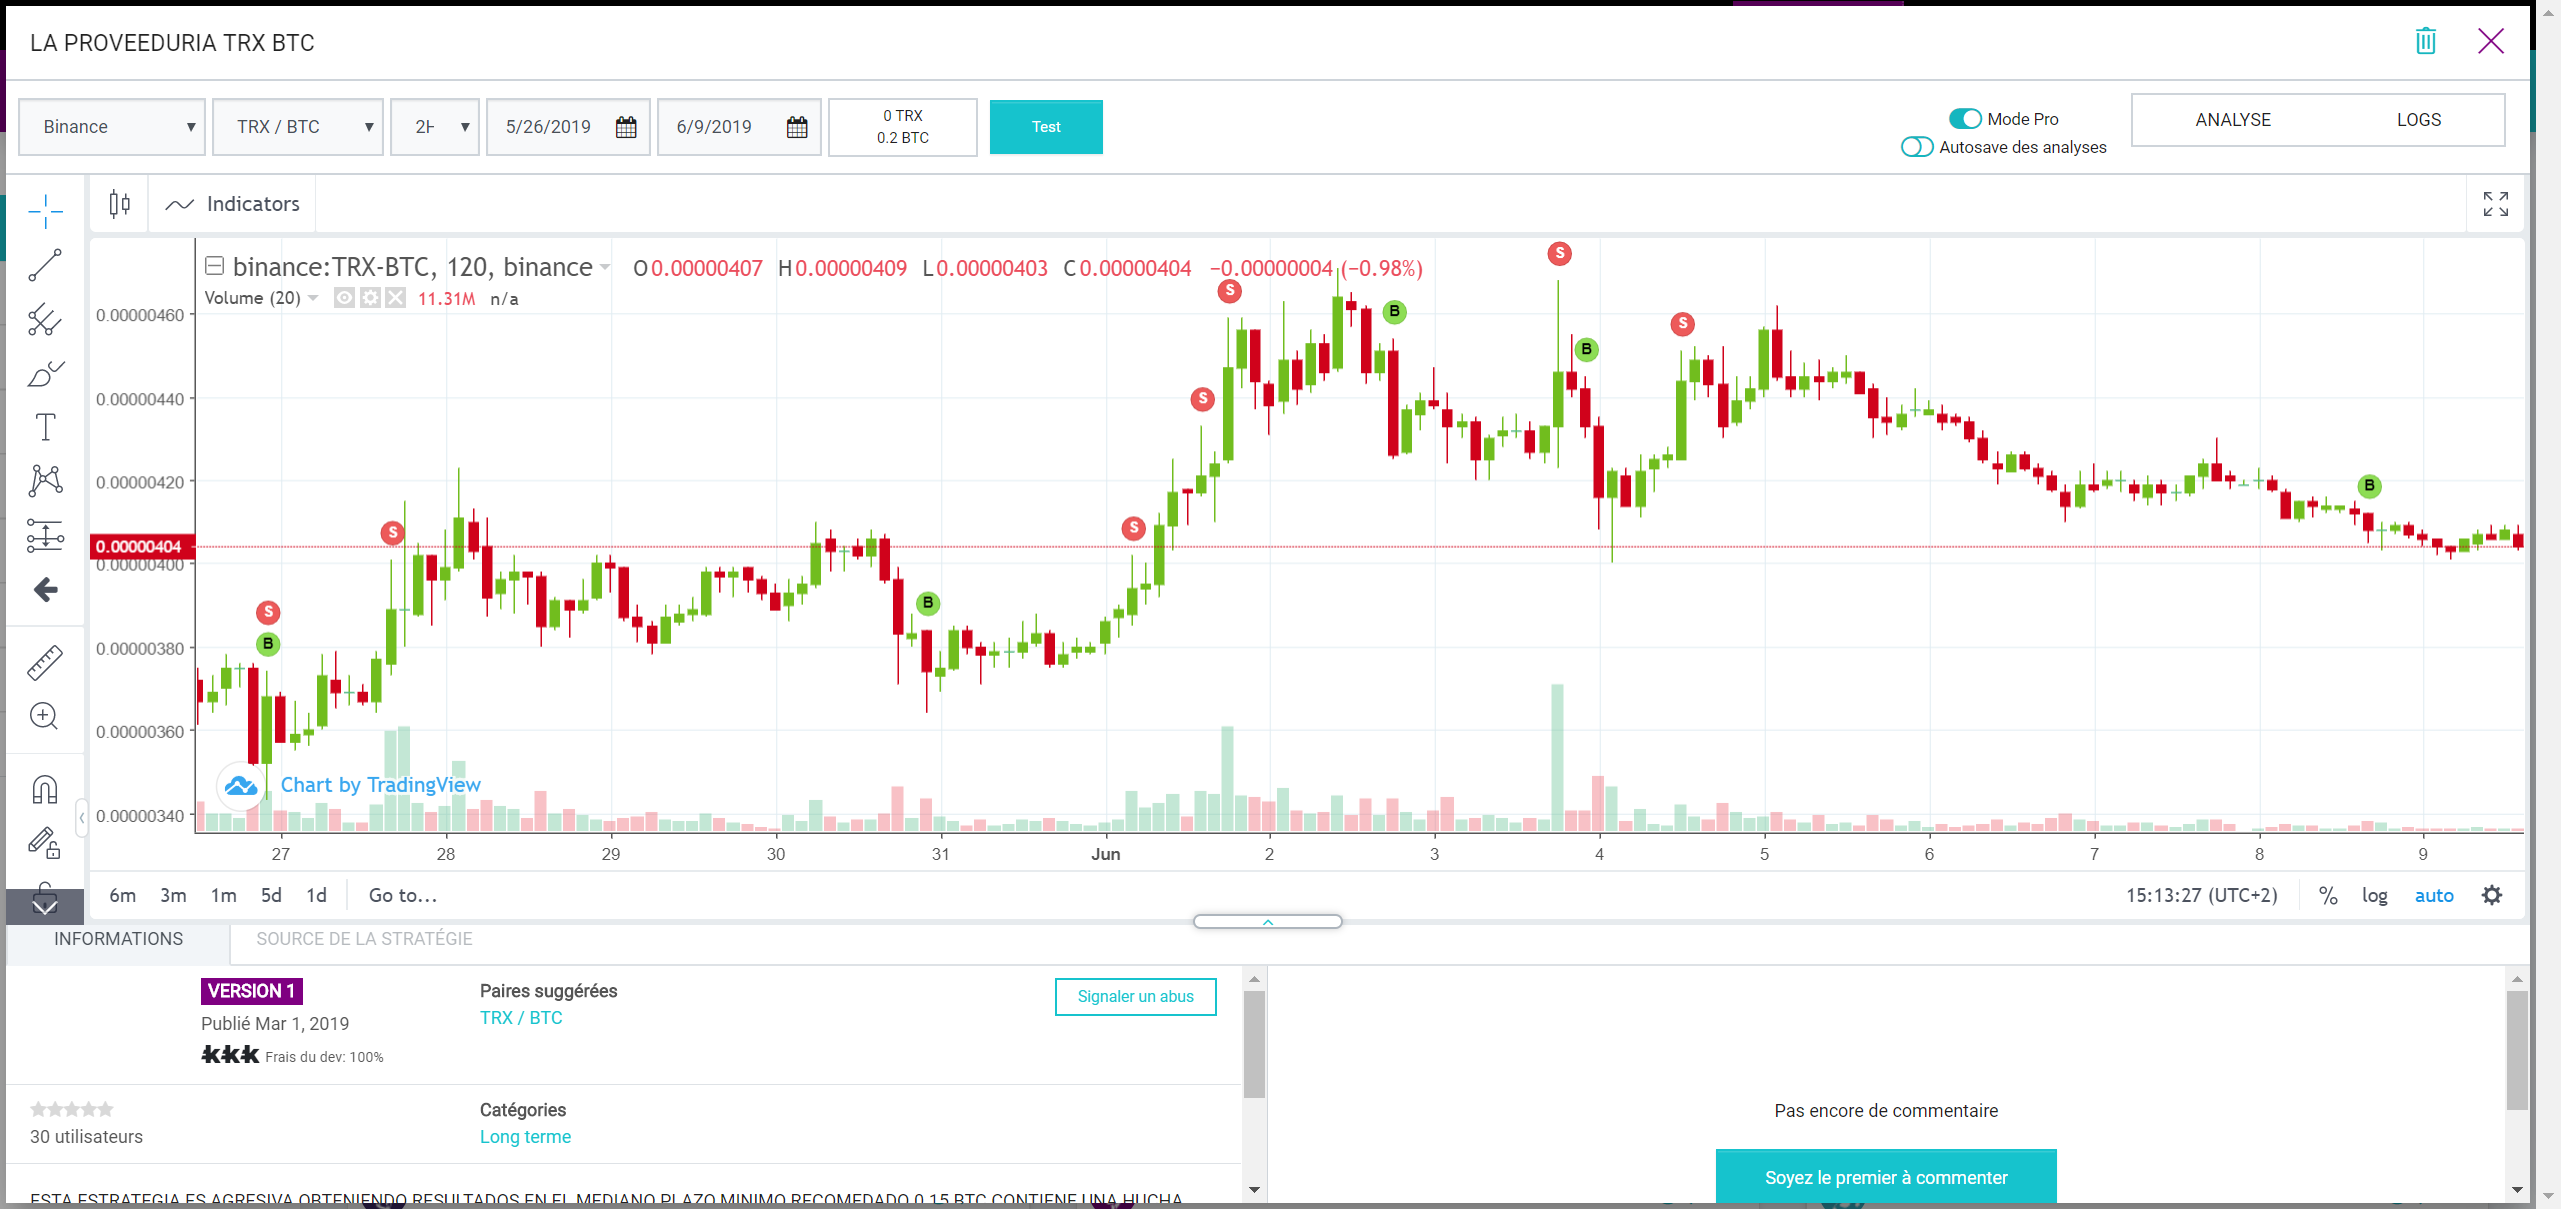 LA PROVEEDURIA TRX BTC
Binance
TRX / BTC
2H
5/26/2019
6/9/2019
0 TRX
0.2 BTC
Test
Mode Pro
Autosave des analyses
ANALYSE
LOGS
Indicators
binance:TRX-BTC, 120, binance
O0.00000407 H0.00000409 L0.00000403 C0.00000404 −0.00000004 (−0.98%)
Volume (20)
11.31M n/a
0.00000460
0.00000440
0.00000420
0.00000404
0.00000400
0.00000380
0.00000360
0.00000340
S
B
S
B
S
S
S
B
S
B
S
B
Chart by TradingView
27 28 29 30 31 Jun 2 3 4 5 6 7 8 9
6m 3m 1m 5d 1d Go to...
15:13:27 (UTC+2) % log auto
INFORMATIONS
SOURCE DE LA STRATÉGIE
VERSION 1
Publié Mar 1, 2019
Frais du dev: 100%
Paires suggérées
TRX / BTC
Signaler un abus
30 utilisateurs
Catégories
Long terme
ESTA ESTRATEGIA ES AGRESIVA OBTENIENDO RESULTADOS EN EL MEDIANO PLAZO MINIMO RECOMEDADO 0.15 BTC CONTIENE UNA HUCHA
Pas encore de commentaire
Soyez le premier à commenter